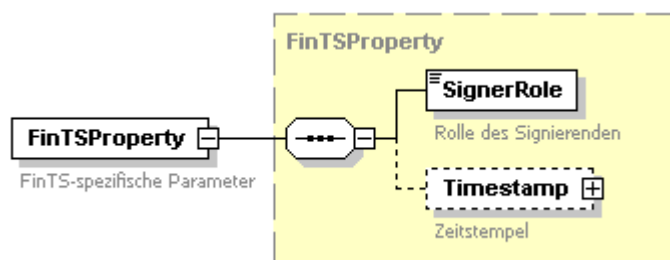 FinTSProperty
SignerRole
Rolle des Signierenden
FinTSProperty
FinTS-spezifische Parameter
Timestamp
Zeitstempel